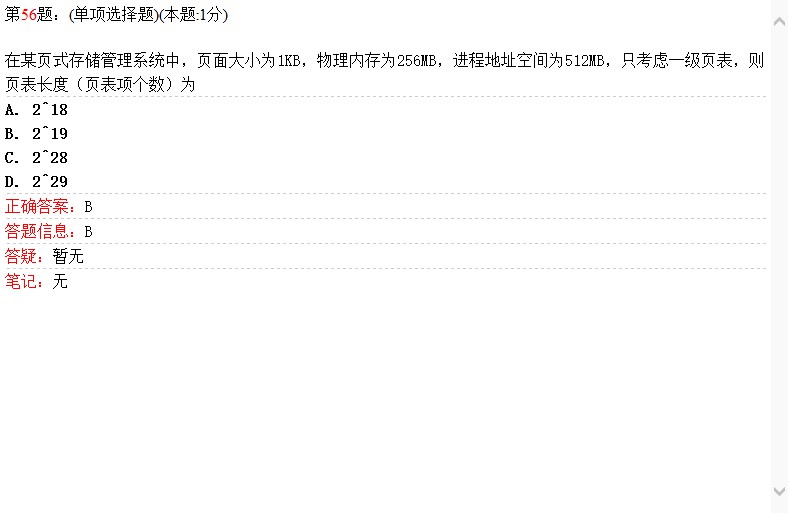 第56题：(单项选择题)(本题:1分)
在某页式存储管理系统中，页面大小为1KB，物理内存为256MB，进程地址空间为512MB，只考虑一级页表，则
页表长度（页表项个数）为
A. 2^18
B. 2^19
C. 2^28
D. 2^29
正确答案：B
答题信息：B
答疑：暂无
笔记：无